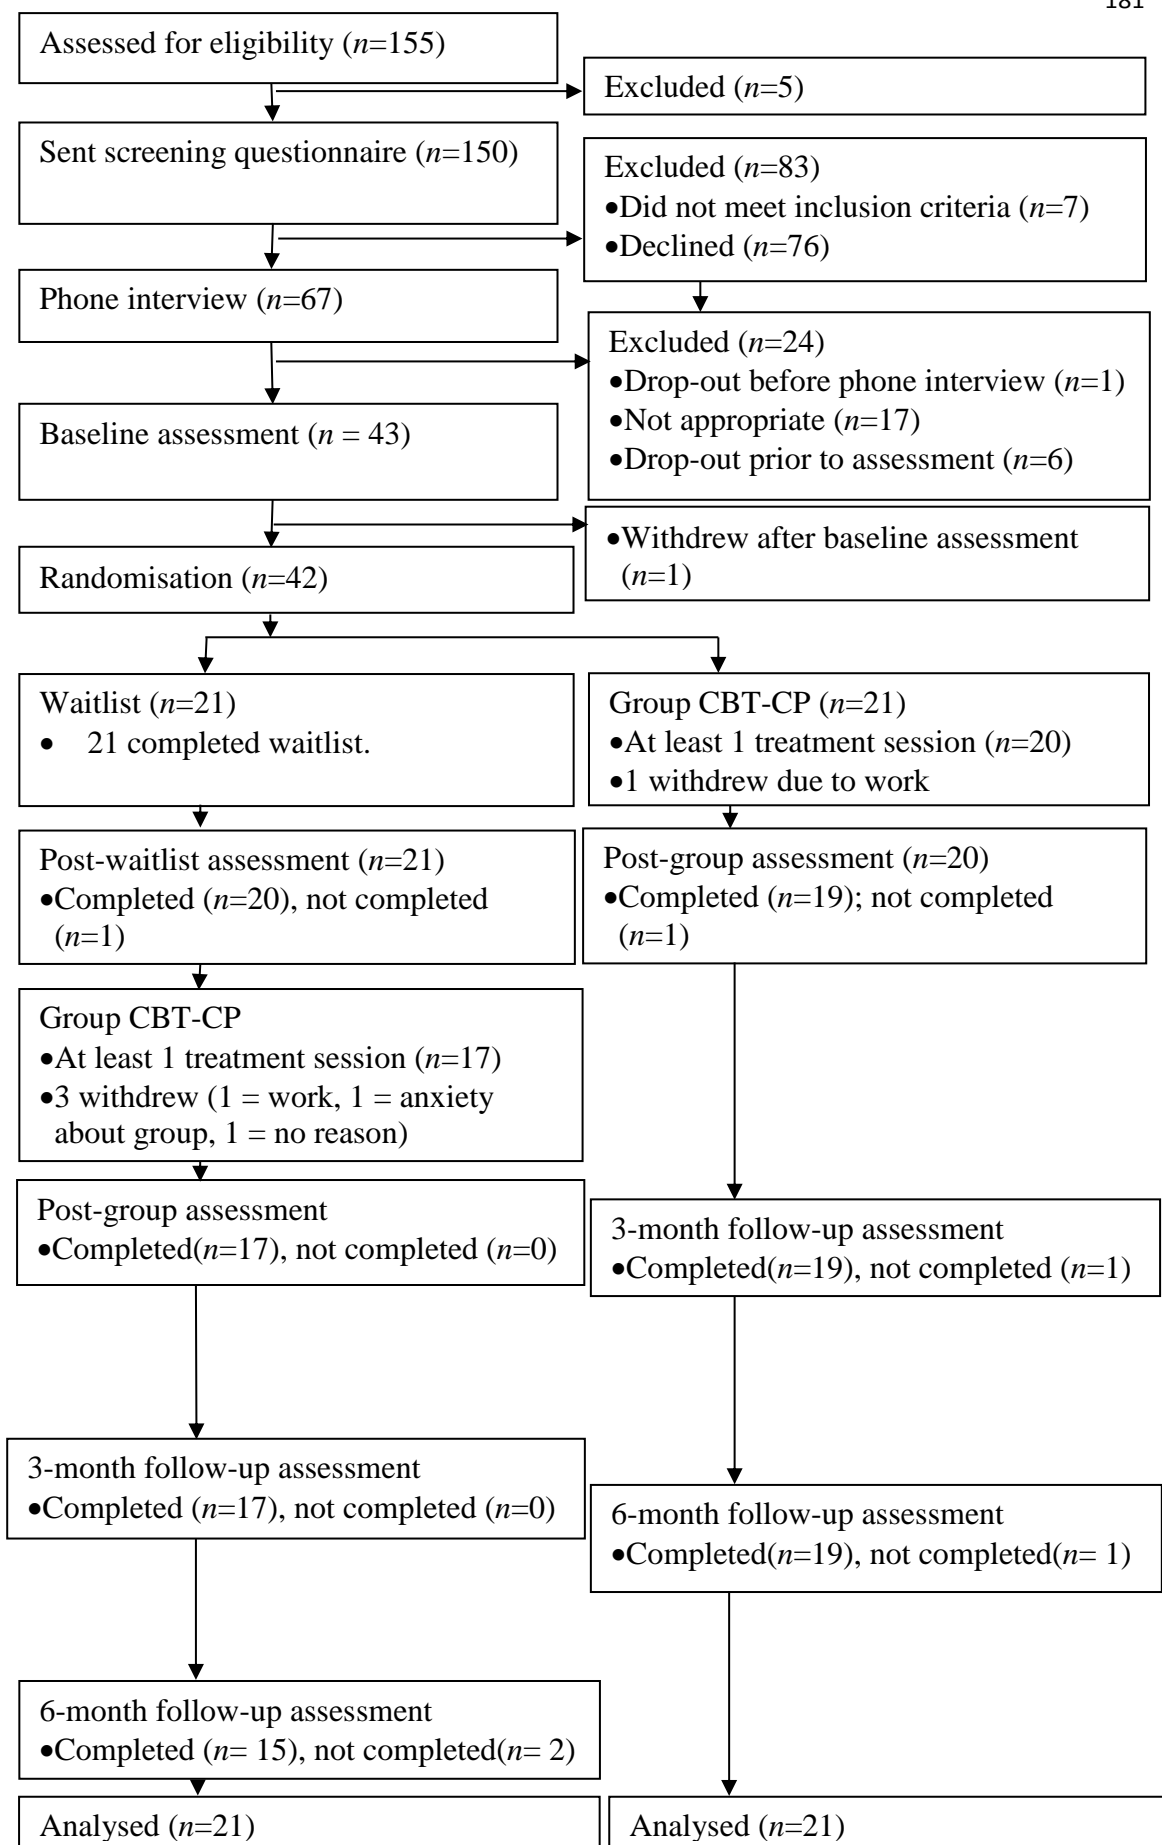 181
Assessed for eligibility (n=155)
Excluded (n=5)
Sent screening questionnaire (n=150)
Excluded (n=83)
•Did not meet inclusion criteria (n=7)
•Declined (n=76)
Phone interview (n=67)
Excluded (n=24)
•Drop-out before phone interview (n=1)
•Not appropriate (n=17)
•Drop-out prior to assessment (n=6)
Baseline assessment (n = 43)
•Withdrew after baseline assessment
(n=1)
Randomisation (n=42)
Waitlist (n=21)
• 21 completed waitlist.
Group CBT-CP (n=21)
•At least 1 treatment session (n=20)
•1 withdrew due to work
Post-waitlist assessment (n=21)
•Completed (n=20), not completed
(n=1)
Post-group assessment (n=20)
•Completed (n=19); not completed
(n=1)
Group CBT-CP
•At least 1 treatment session (n=17)
•3 withdrew (1 = work, 1 = anxiety
about group, 1 = no reason)
Post-group assessment
•Completed(n=17), not completed (n=0)
3-month follow-up assessment
•Completed(n=19), not completed (n=1)
3-month follow-up assessment
•Completed (n=17), not completed (n=0)
6-month follow-up assessment
•Completed(n=19), not completed(n= 1)
6-month follow-up assessment
•Completed (n= 15), not completed(n= 2)
Analysed (n=21)
Analysed (n=21)